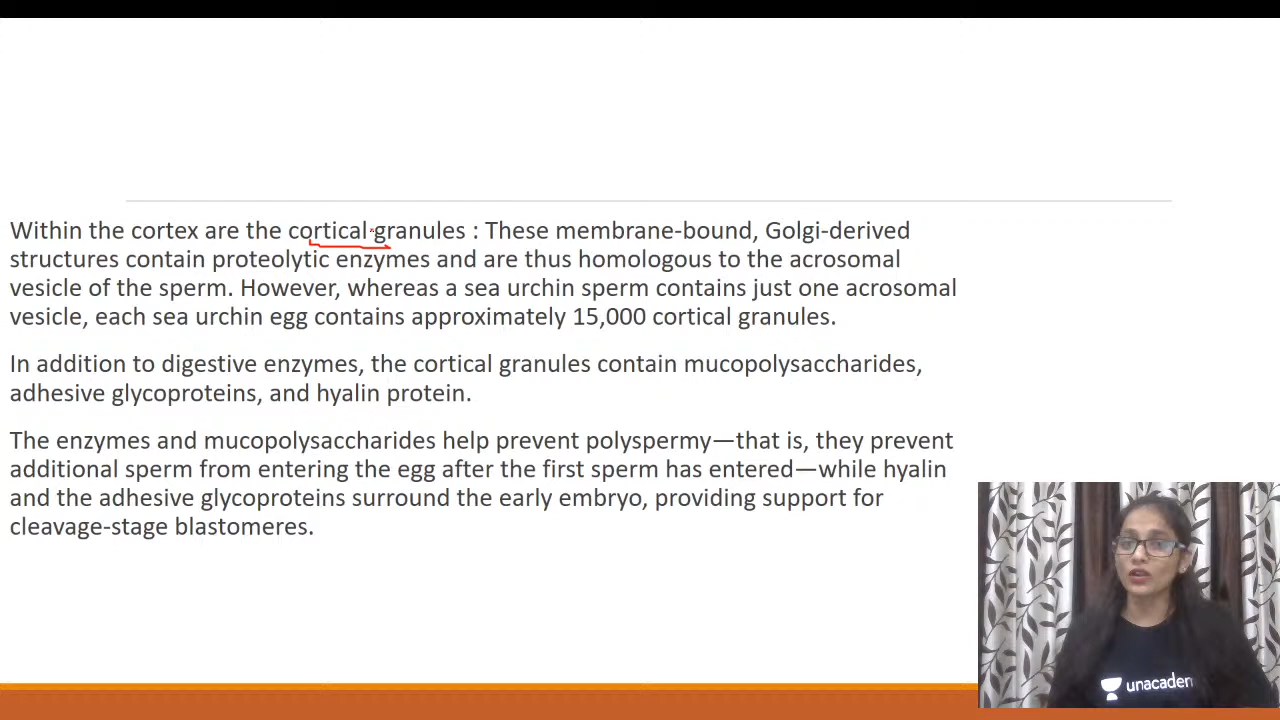 Within the cortex are the cortical granules : These membrane-bound, Golgi-derived
structures contain proteolytic enzymes and are thus homologous to the acrosomal
vesicle of the sperm. However, whereas a sea urchin sperm contains just one acrosomal
vesicle, each sea urchin egg contains approximately 15,000 cortical granules.
In addition to digestive enzymes, the cortical granules contain mucopolysaccharides,
adhesive glycoproteins, and hyalin protein.
The enzymes and mucopolysaccharides help prevent polyspermy—that is, they prevent
additional sperm from entering the egg after the first sperm has entered—while hyalin
and the adhesive glycoproteins surround the early embryo, providing support for
cleavage-stage blastomeres.
unacadem